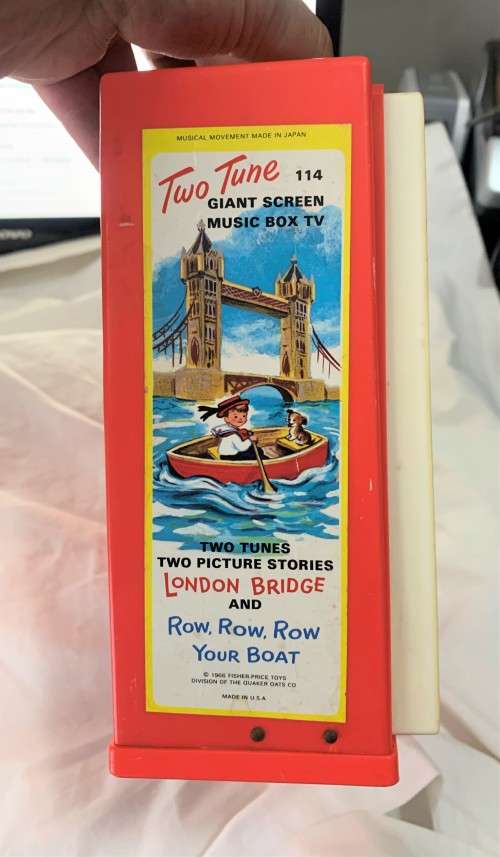 MUSICAL MOVEMENT MADE IN JAPAN
Two Tune 114
GIANT SCREEN
MUSIC BOX TV
TWO TUNES
TWO PICTURE STORIES
LONDON BRIDGE
AND
ROW, ROW, ROW
YOUR BOAT
© 1966 FISHER-PRICE TOYS
DIVISION OF THE QUAKER OATS CO
MADE IN U.S.A.